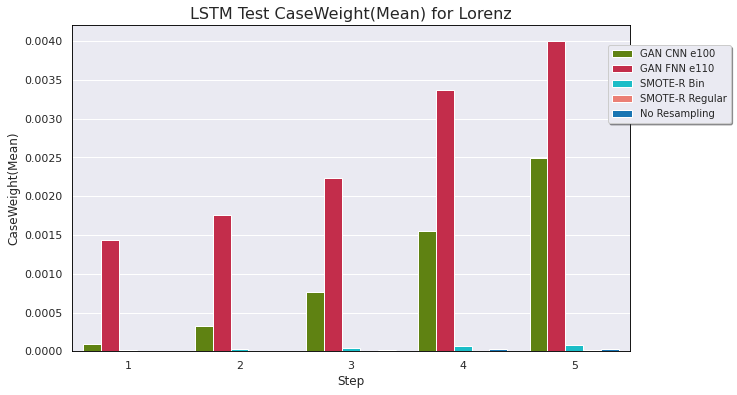 LSTM Test CaseWeight(Mean) for Lorenz
0.0040
0.0035
0.0030
0.0025
0.0020
0.0015
0.0010
0.0005
0.0000
CaseWeight(Mean)
1 2 3 4 5
Step
GAN CNN e100
GAN FNN e110
SMOTE-R Bin
SMOTE-R Regular
No Resampling